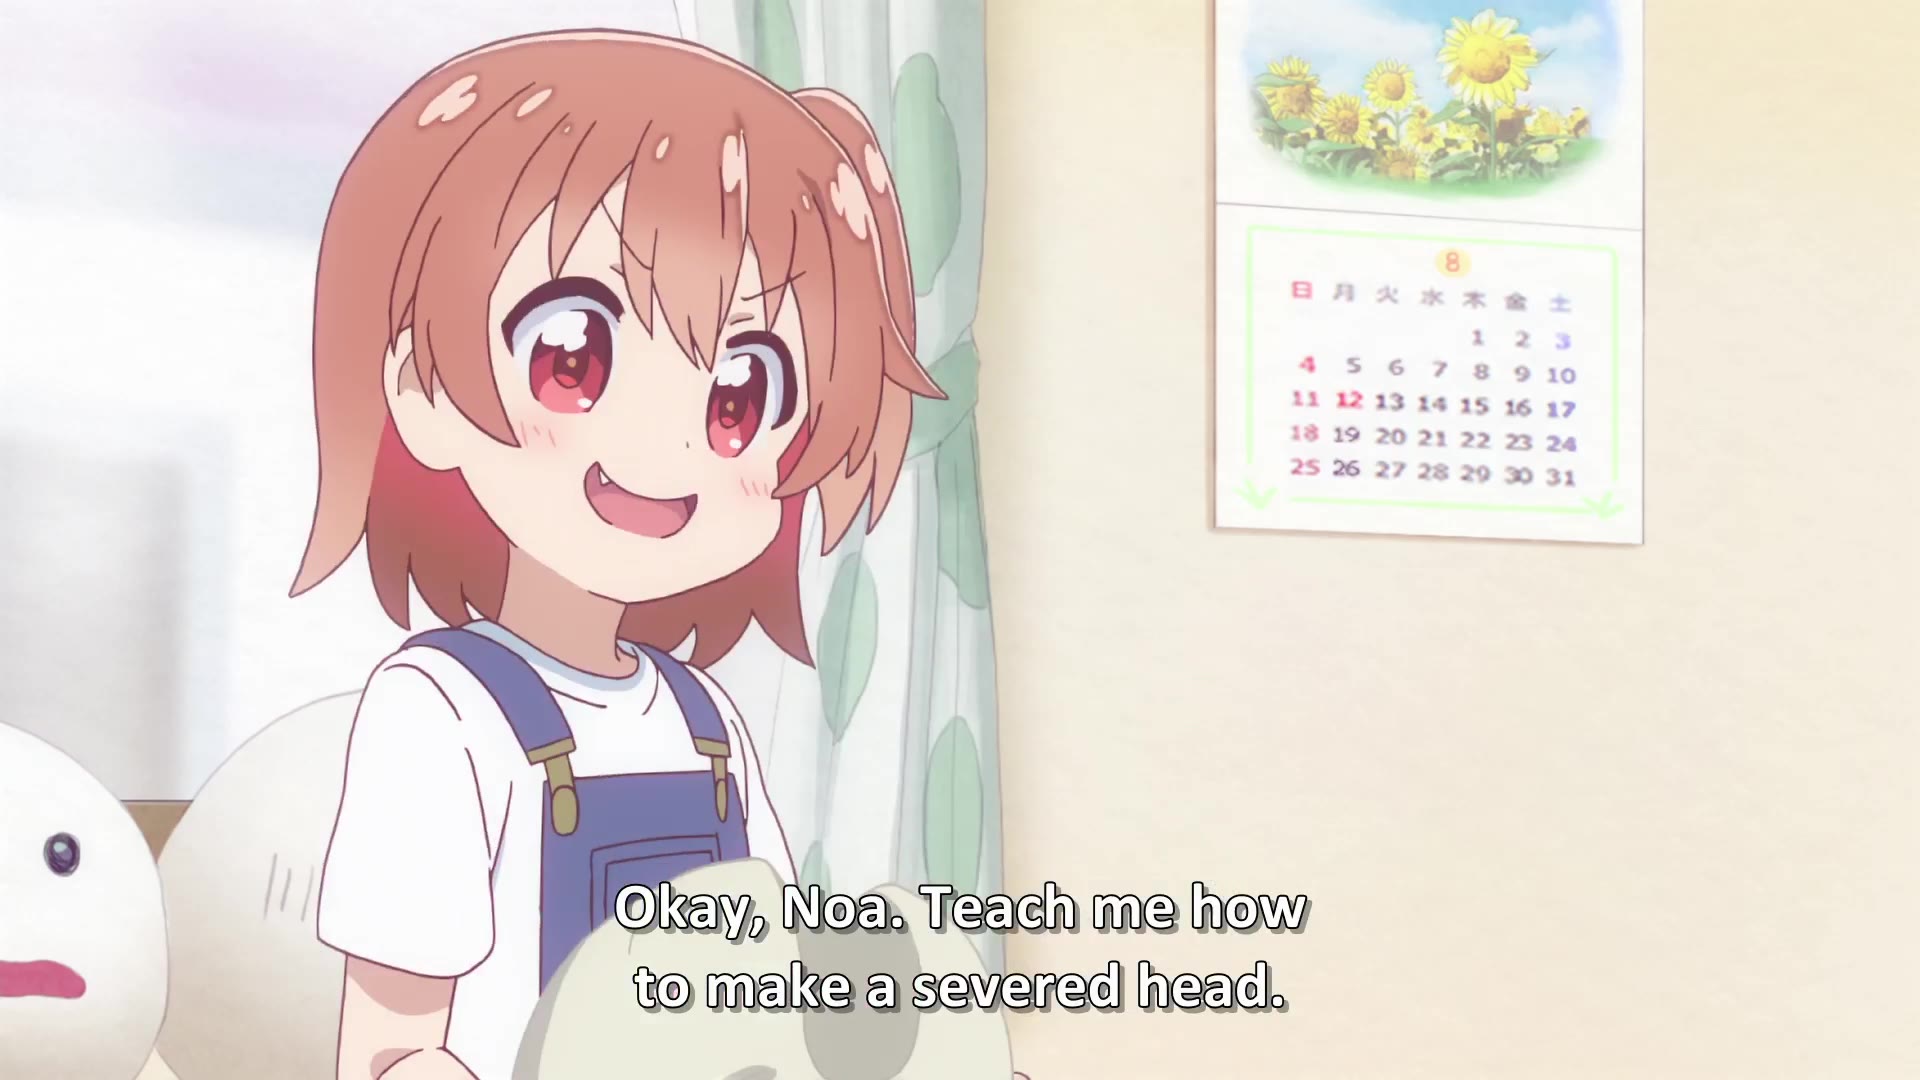 8
日 月 火 水 木 金 土
1 2 3
4 5 6 7 8 9 10
11 12 13 14 15 16 17
18 19 20 21 22 23 24
25 26 27 28 29 30 31
Okay, Noa. Teach me how
to make a severed head.